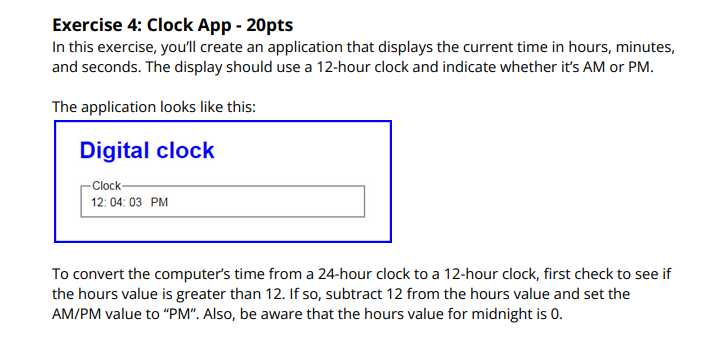 Exercise 4: Clock App - 20pts
In this exercise, you’ll create an application that displays the current time in hours, minutes,
and seconds. The display should use a 12-hour clock and indicate whether it’s AM or PM.
The application looks like this:
Digital clock
Clock
12: 04: 03 PM
To convert the computer’s time from a 24-hour clock to a 12-hour clock, first check to see if
the hours value is greater than 12. If so, subtract 12 from the hours value and set the
AM/PM value to “PM”. Also, be aware that the hours value for midnight is 0.